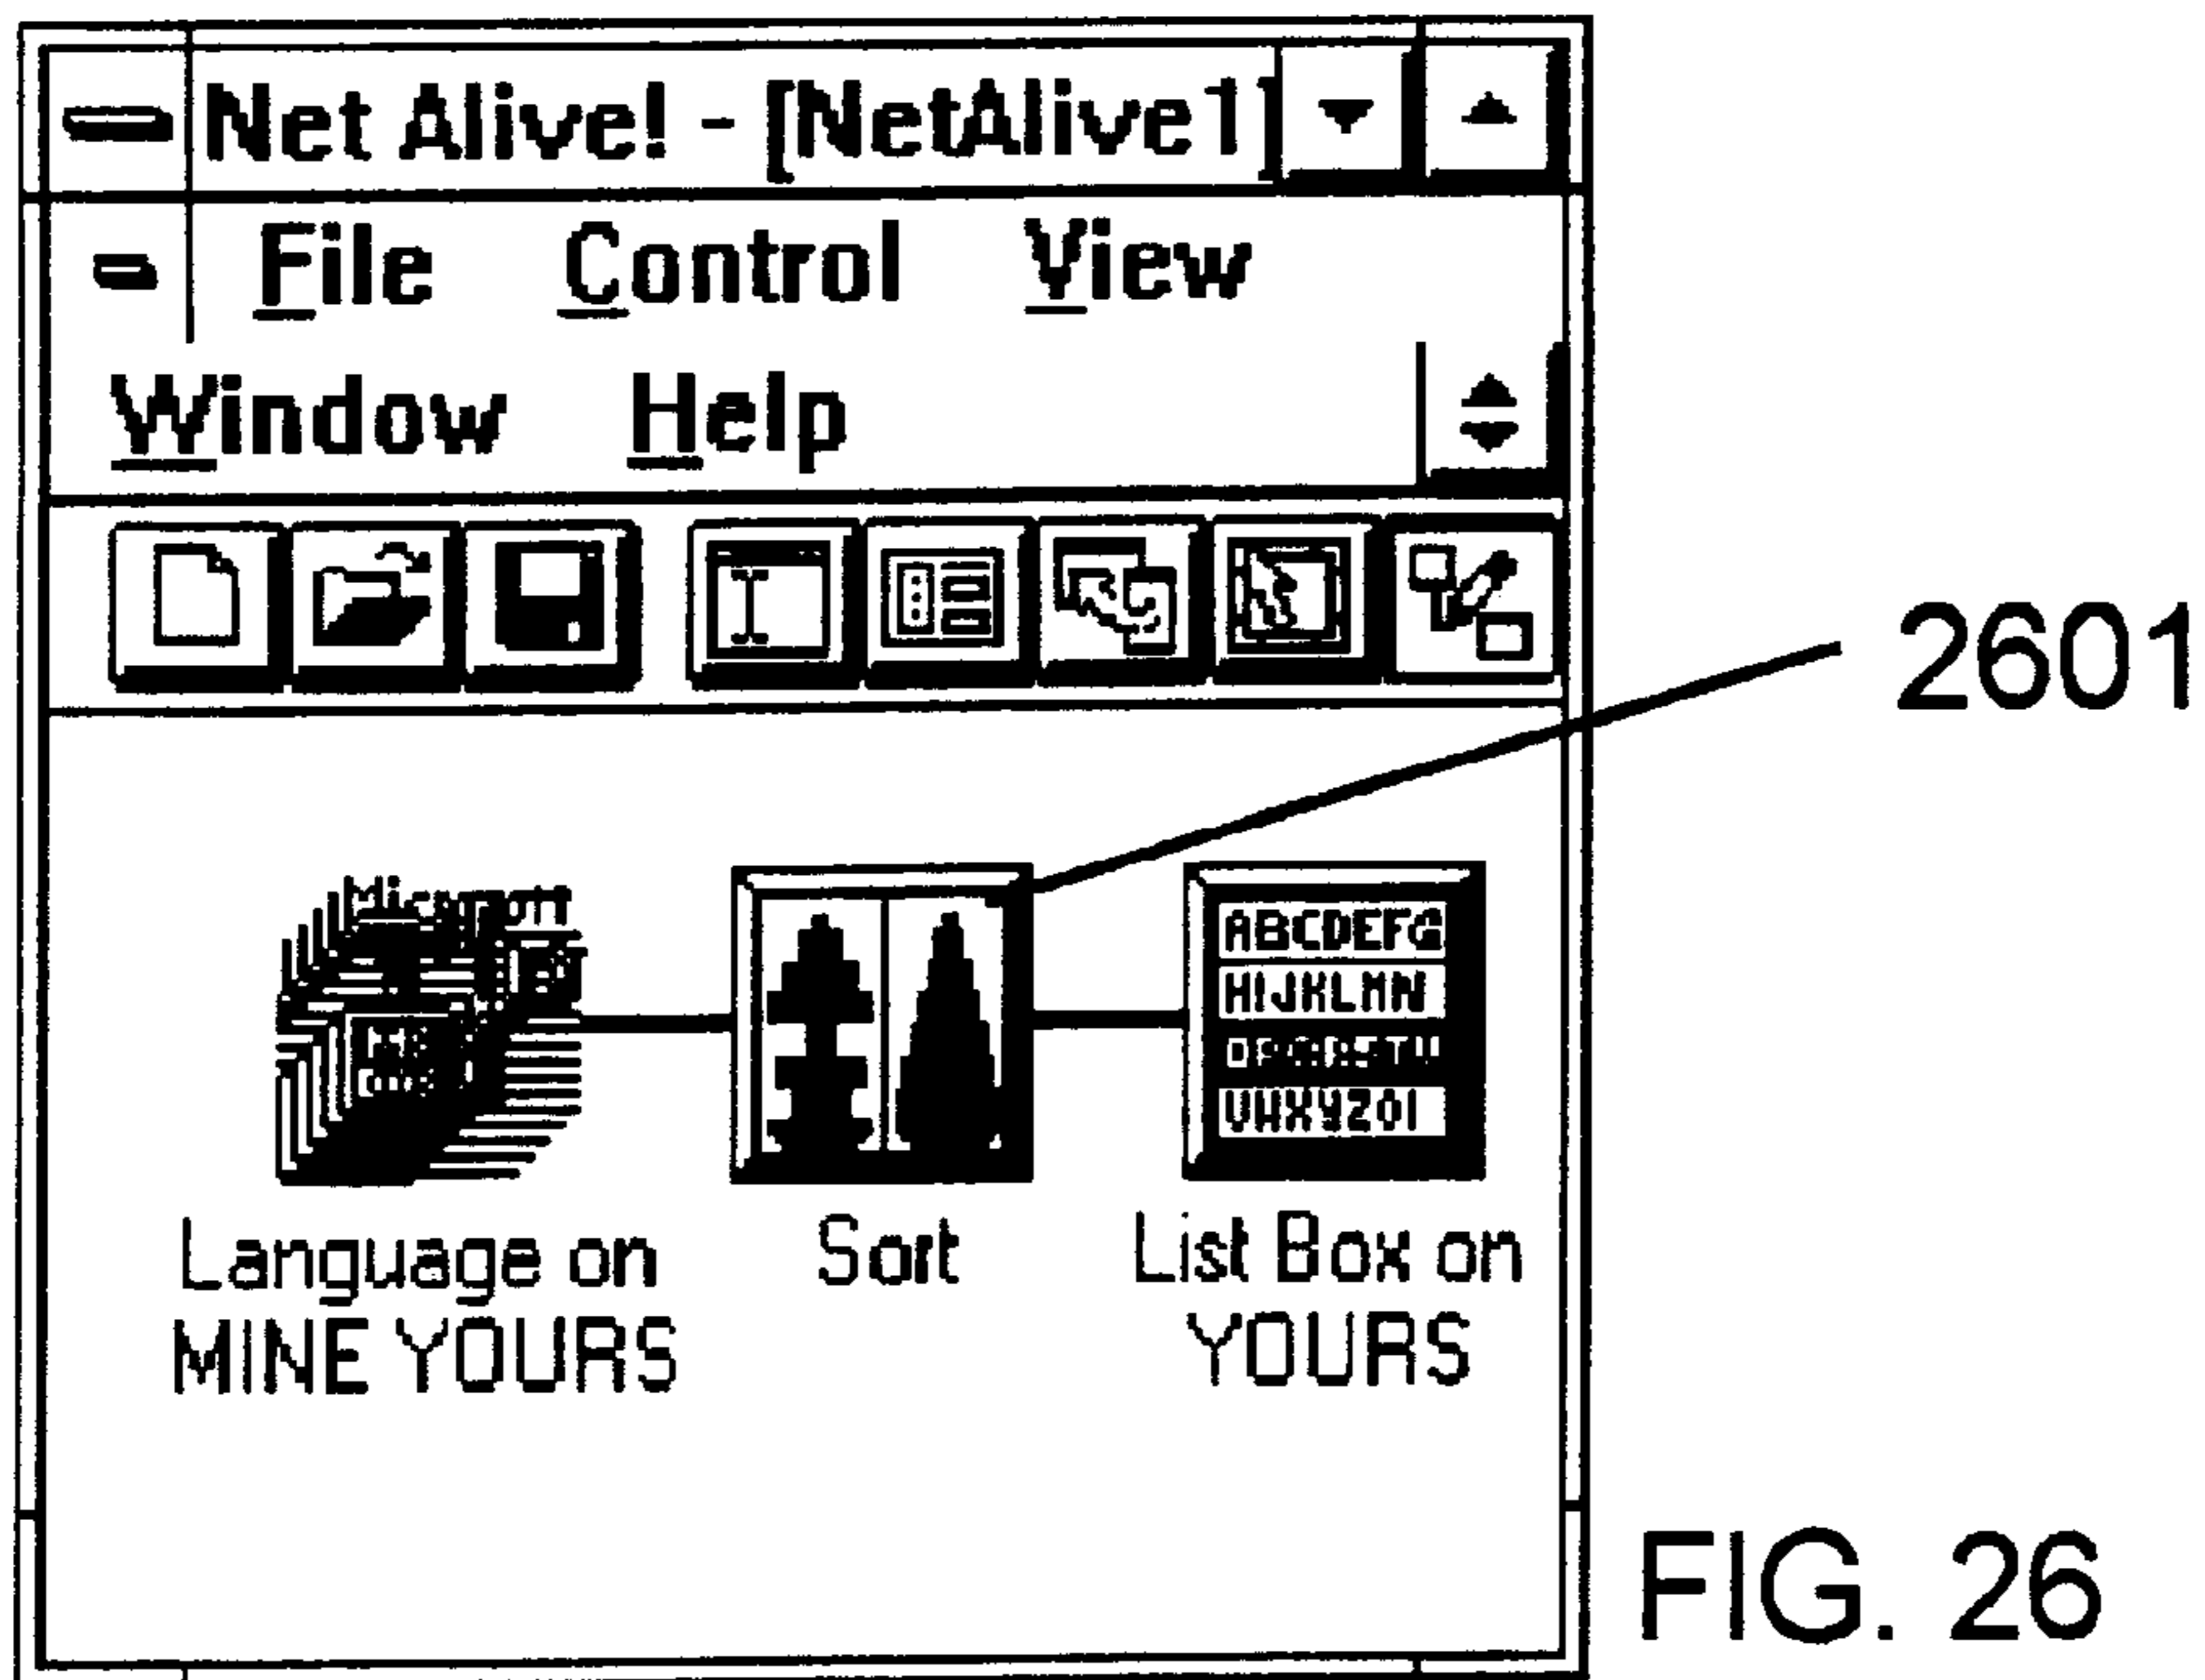 Net Alive! - [NetAlive1]
File Control View
Window Help
2601
ABCDEFG
HIJKLMN
OPQRSTU
VWXYZ01
Language on
MINE YOURS
Sort
List Box on
YOURS
FIG. 26